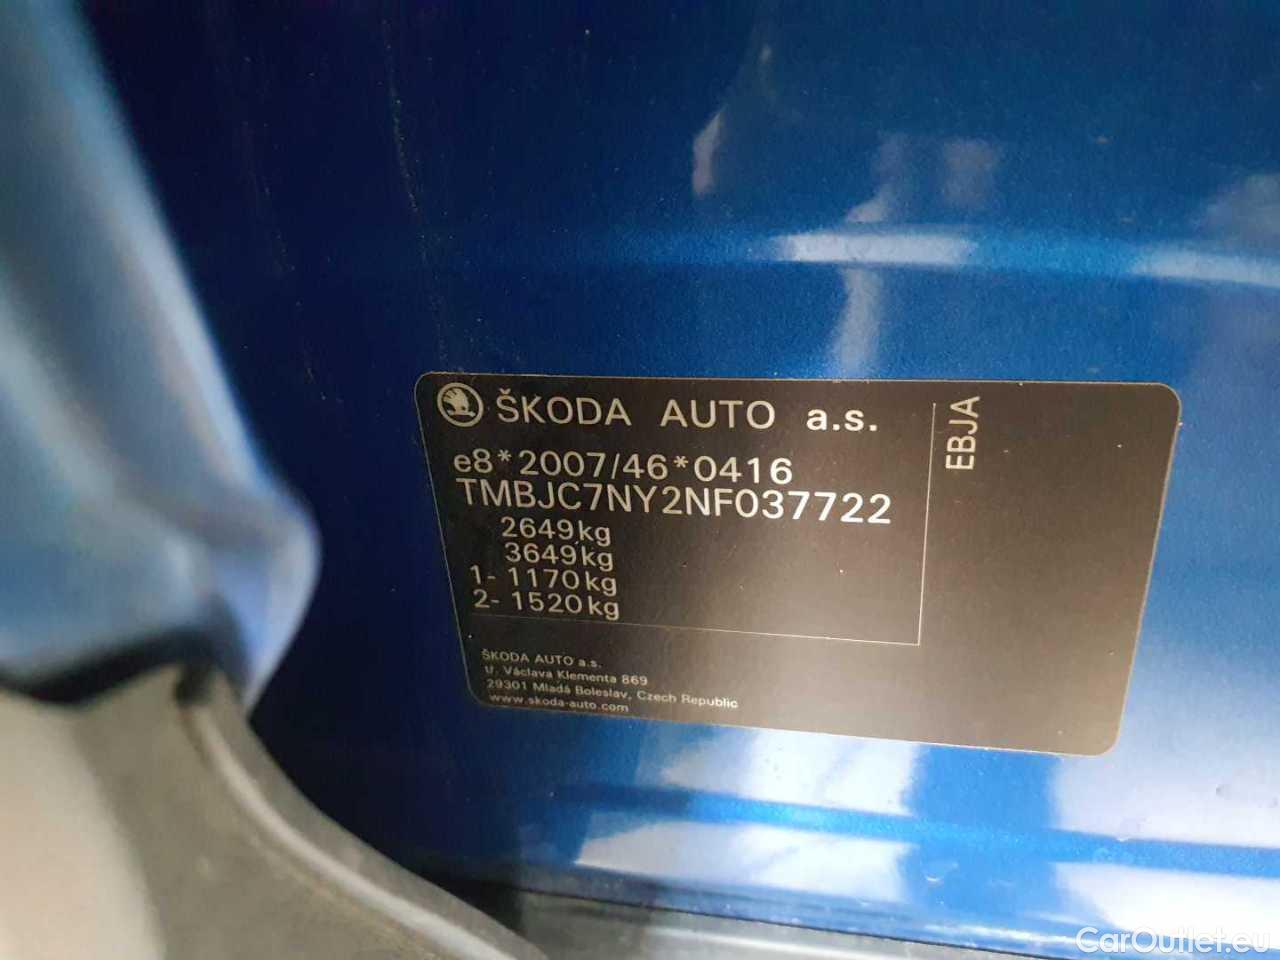 ŠKODA AUTO a.s.
EBJA
e8*2007/46*0416
TMBJC7NY2NF037722
2649kg
3649kg
1- 1170kg
2- 1520kg
ŠKODA AUTO a.s.
tř. Václava Klementa 869
29301 Mladá Boleslav, Czech Republic
www.skoda-auto.com
CarOutlet.eu